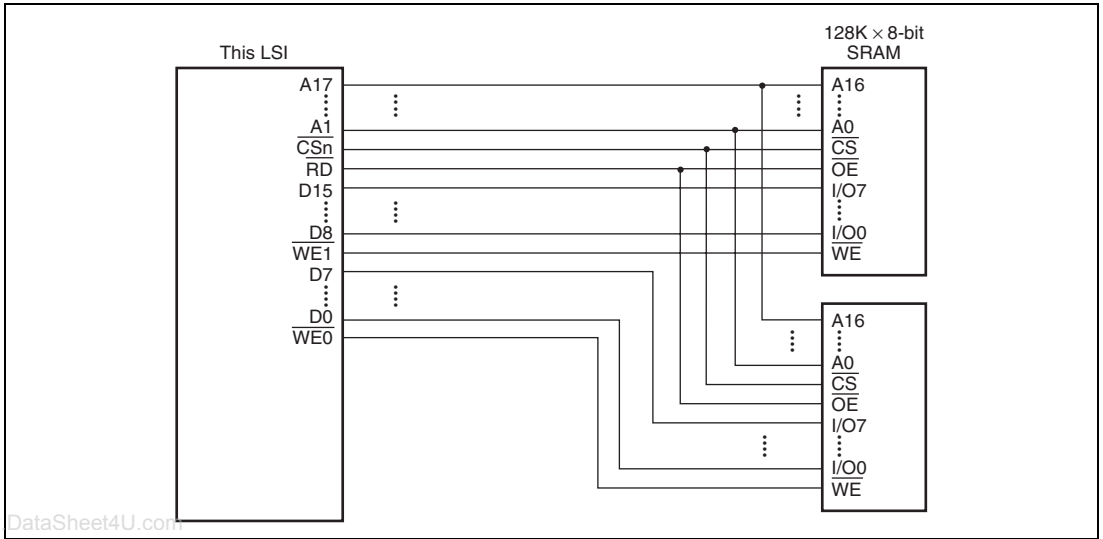 This LSI
A17
A1
CSn
RD
D15
D8
WE1
D7
D0
WE0
128K × 8-bit
SRAM
A16
A0
CS
OE
I/O7
I/O0
WE
A16
A0
CS
OE
I/O7
I/O0
WE
DataSheet4U.com